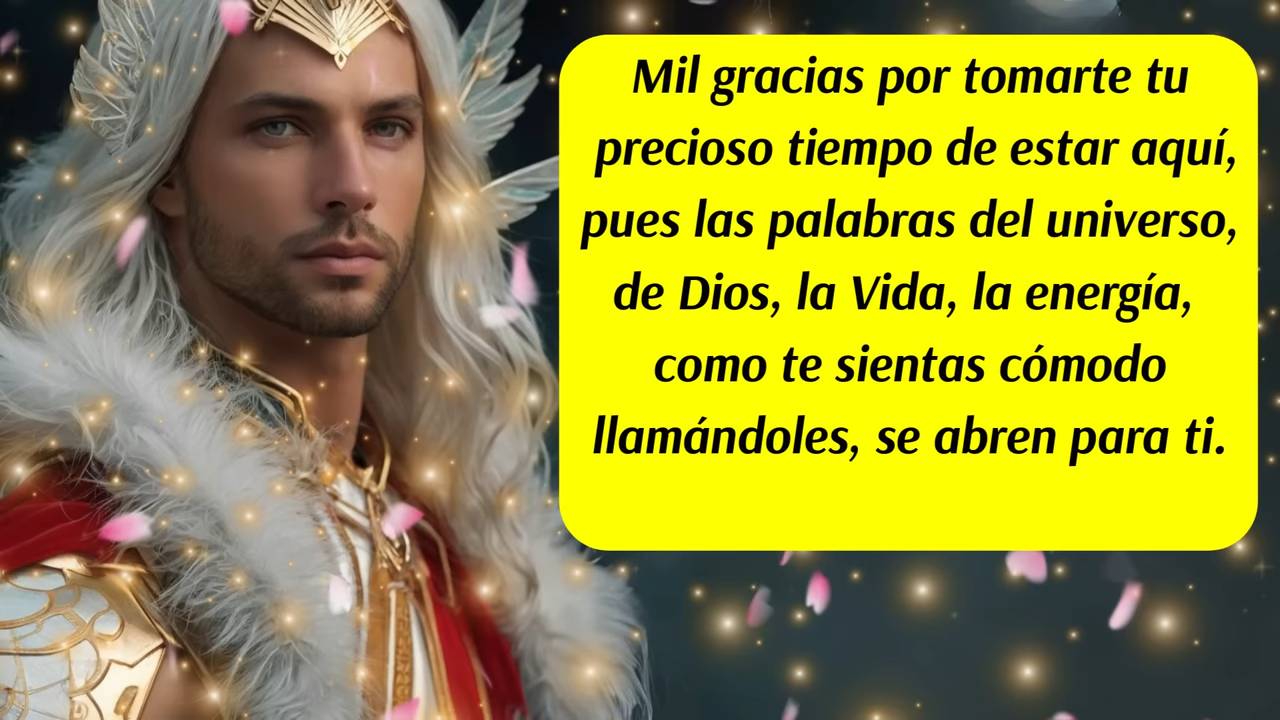 Mil gracias por tomarte tu
precioso tiempo de estar aquí,
pues las palabras del universo,
de Dios, la Vida, la energía,
como te sientas cómodo
llamándoles, se abren para ti.